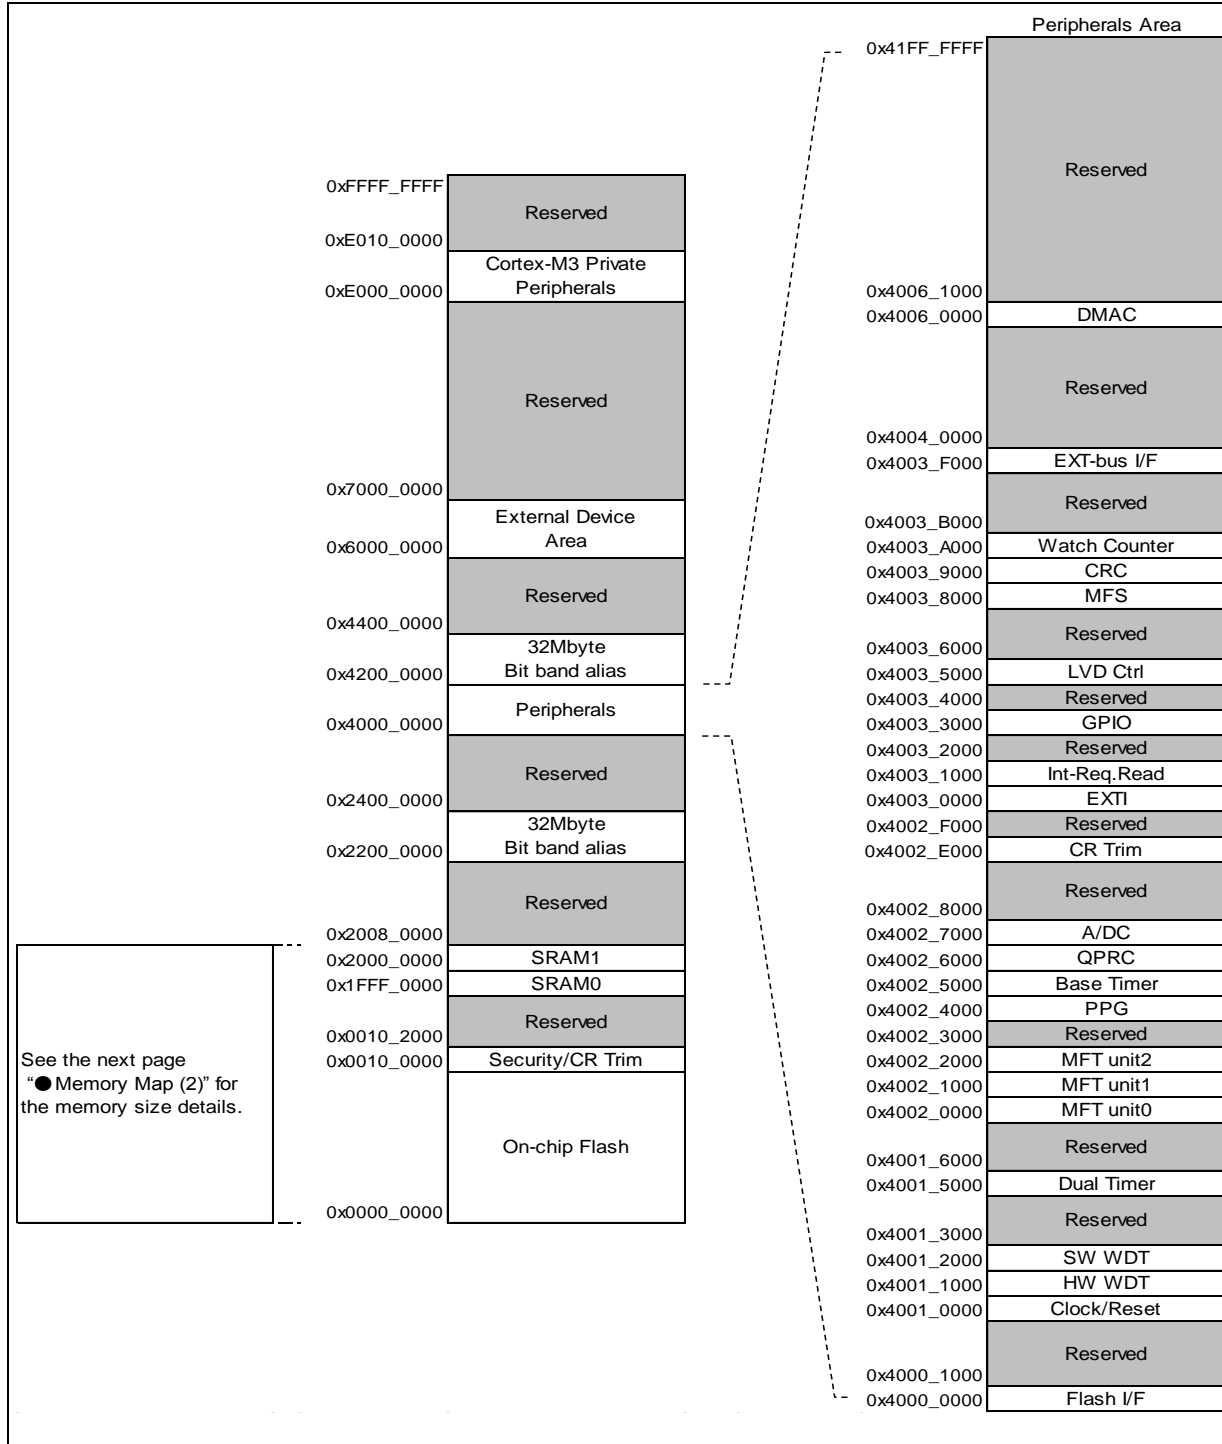 Peripherals Area
0x41FF_FFFF
Reserved
0x4006_1000
0x4006_0000 DMAC
Reserved
0x4004_0000
0x4003_F000 EXT-bus I/F
Reserved
0x4003_B000
0x4003_A000 Watch Counter
0x4003_9000 CRC
0x4003_8000 MFS
Reserved
0x4003_6000
0x4003_5000 LVD Ctrl
0x4003_4000 Reserved
0x4003_3000 GPIO
0x4003_2000 Reserved
0x4003_1000 Int-Req.Read
0x4003_0000 EXTI
0x4002_F000 Reserved
0x4002_E000 CR Trim
Reserved
0x4002_8000
0x4002_7000 A/DC
0x4002_6000 QPRC
0x4002_5000 Base Timer
0x4002_4000 PPG
0x4002_3000 Reserved
0x4002_2000 MFT unit2
0x4002_1000 MFT unit1
0x4002_0000 MFT unit0
Reserved
0x4001_6000
0x4001_5000 Dual Timer
Reserved
0x4001_3000
0x4001_2000 SW WDT
0x4001_1000 HW WDT
0x4001_0000 Clock/Reset
Reserved
0x4000_1000
0x4000_0000 Flash I/F
0xFFFF_FFFF
Reserved
0xE010_0000
Cortex-M3 Private
0xE000_0000 Peripherals
Reserved
0x7000_0000
External Device
0x6000_0000 Area
Reserved
0x4400_0000
32Mbyte
0x4200_0000 Bit band alias
Peripherals
0x4000_0000
Reserved
0x2400_0000
32Mbyte
0x2200_0000 Bit band alias
Reserved
0x2008_0000
0x2000_0000 SRAM1
0x1FFF_0000 SRAM0
Reserved
0x0010_2000
0x0010_0000 Security/CR Trim
On-chip Flash
0x0000_0000
See the next page
“●Memory Map (2)” for
the memory size details.